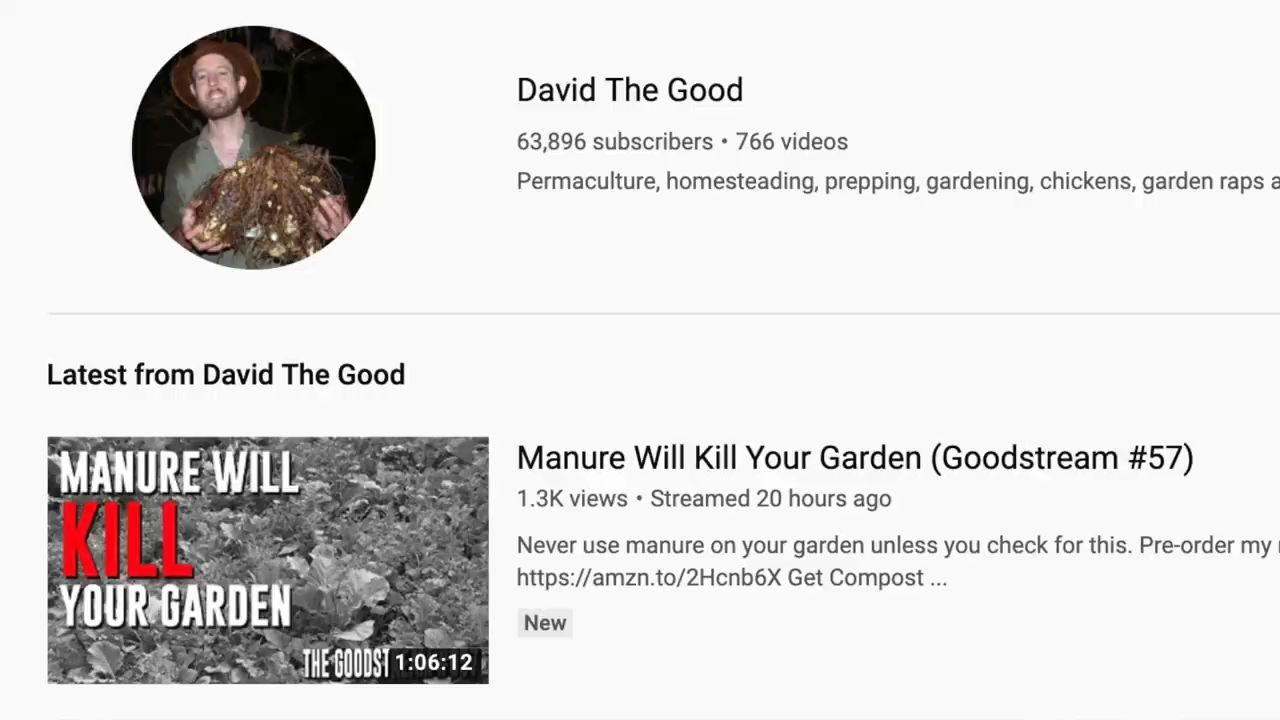 David The Good
63,896 subscribers • 766 videos
Permaculture, homesteading, prepping, gardening, chickens, garden raps a
Latest from David The Good
MANURE WILL
KILL
YOUR GARDEN
THE GOODST
1:06:12
Manure Will Kill Your Garden (Goodstream #57)
1.3K views • Streamed 20 hours ago
Never use manure on your garden unless you check for this. Pre-order my
https://amzn.to/2Hcnb6X Get Compost ...
New